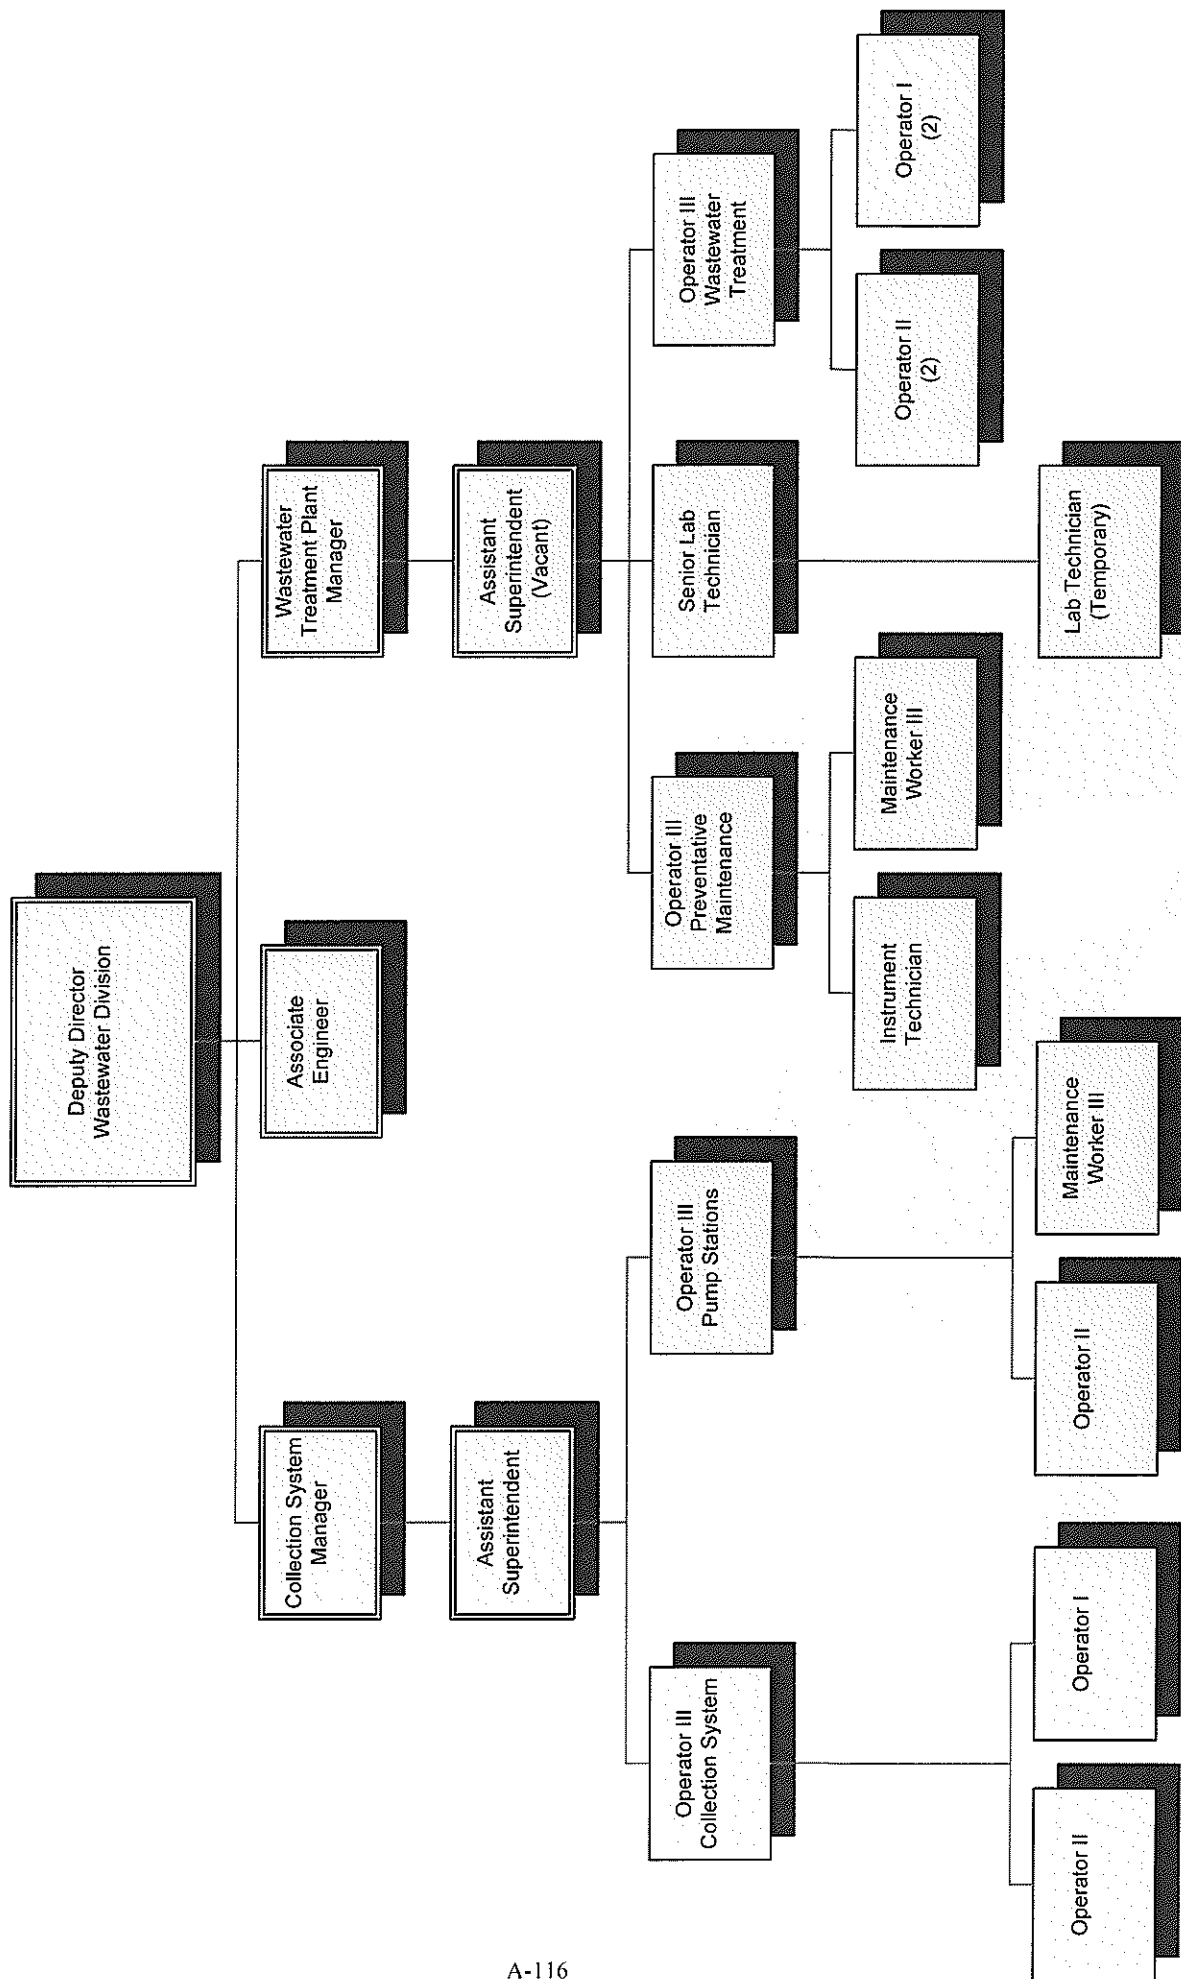 Deputy Director
Wastewater Division
Collection System
Manager
Associate
Engineer
Wastewater
Treatment Plant
Manager
Assistant
Superintendent
Assistant
Superintendent
(Vacant)
Operator III
Collection System
Operator III
Pump Stations
Operator III
Preventative
Maintenance
Senior Lab
Technician
Operator III
Wastewater
Treatment
Instrument
Technician
Maintenance
Worker III
Operator II
(2)
Operator I
(2)
Operator II
Operator I
Operator II
Maintenance
Worker III
Lab Technician
(Temporary)
A-116